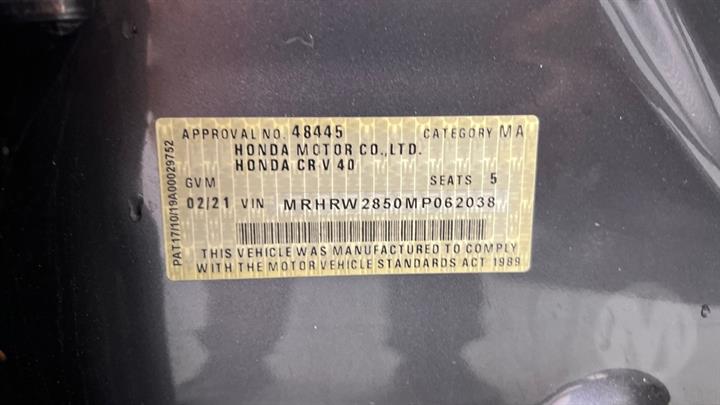 APPROVAL NO. 48445 CATEGORY MA
HONDA MOTOR CO.,LTD.
HONDA CR-V 40
GVM SEATS 5
02/21 VIN MRHRW2850MP062038
THIS VEHICLE WAS MANUFACTURED TO COMPLY
WITH THE MOTOR VEHICLE STANDARDS ACT 1989
PAT17/10/19A00029752